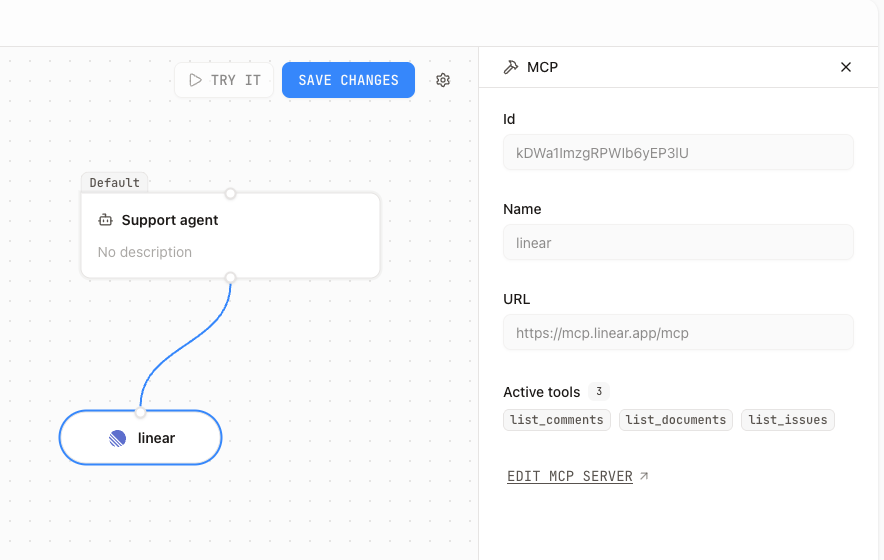 TRY IT
SAVE CHANGES
Default
Support agent
No description
linear
MCP
Id
kDWa1ImzgRPWIb6yEP3lU
Name
linear
URL
https://mcp.linear.app/mcp
Active tools 3
list_comments list_documents list_issues
EDIT MCP SERVER